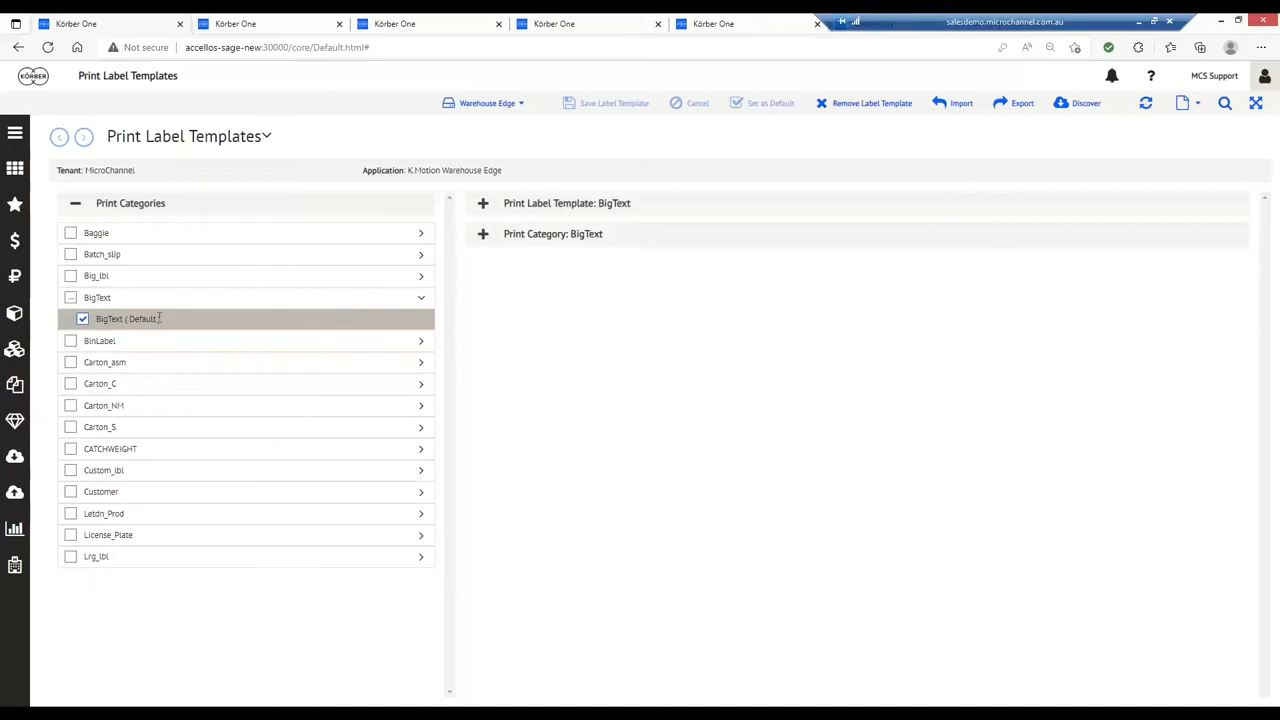 Körber One
Körber One
Körber One
Körber One
Körber One
salesdemo.microchannel.com.au
Not secure
accellos-sage-new:30000/core/Default.html#
KÖRBER
Print Label Templates
MCS Support
Warehouse Edge
Save Label Template
Cancel
Set as Default
Remove Label Template
Import
Export
Discover
Print Label Templates
Tenant: MicroChannel
Application: K.Motion Warehouse Edge
Print Categories
Baggie
Batch_slip
Big_lbl
BigText
BigText ( Default )
BinLabel
Carton_asm
Carton_C
Carton_NM
Carton_S
CATCHWEIGHT
Custom_lbl
Customer
Letdn_Prod
License_Plate
Lrg_lbl
Print Label Template: BigText
Print Category: BigText